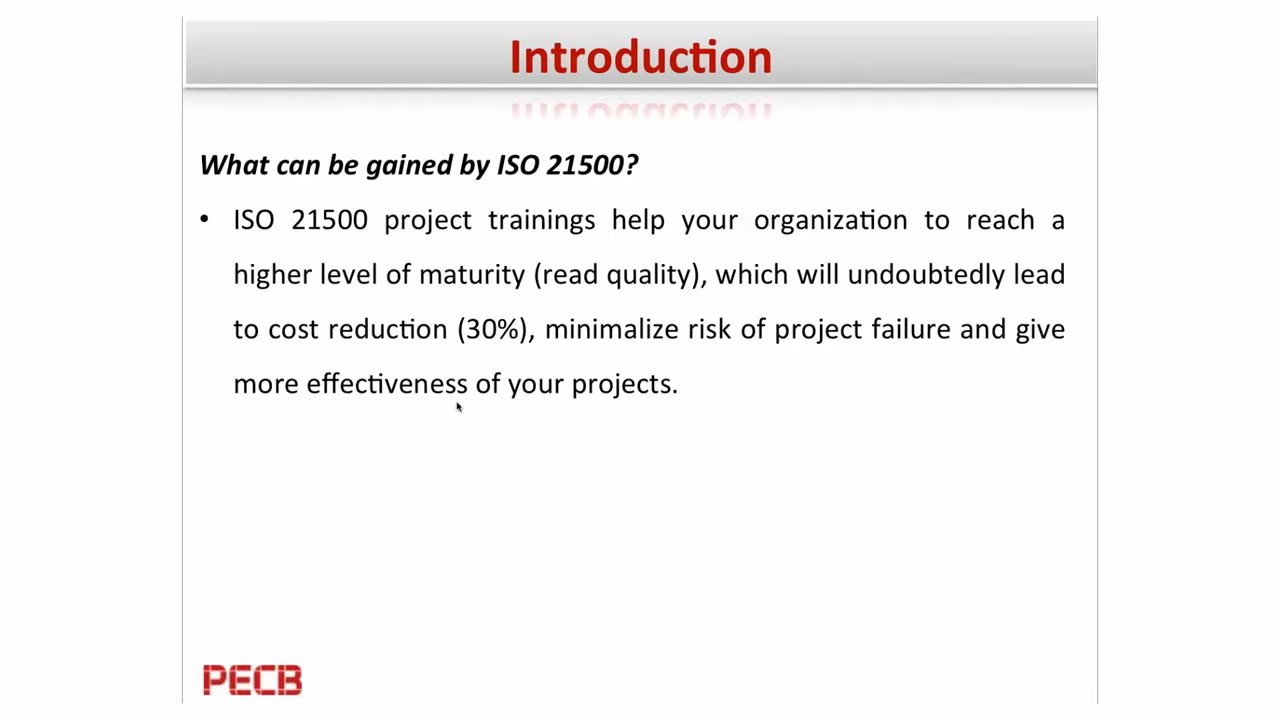 Introduction
What can be gained by ISO 21500?
• ISO 21500 project trainings help your organization to reach a
higher level of maturity (read quality), which will undoubtedly lead
to cost reduction (30%), minimalize risk of project failure and give
more effectiveness of your projects.
PECB